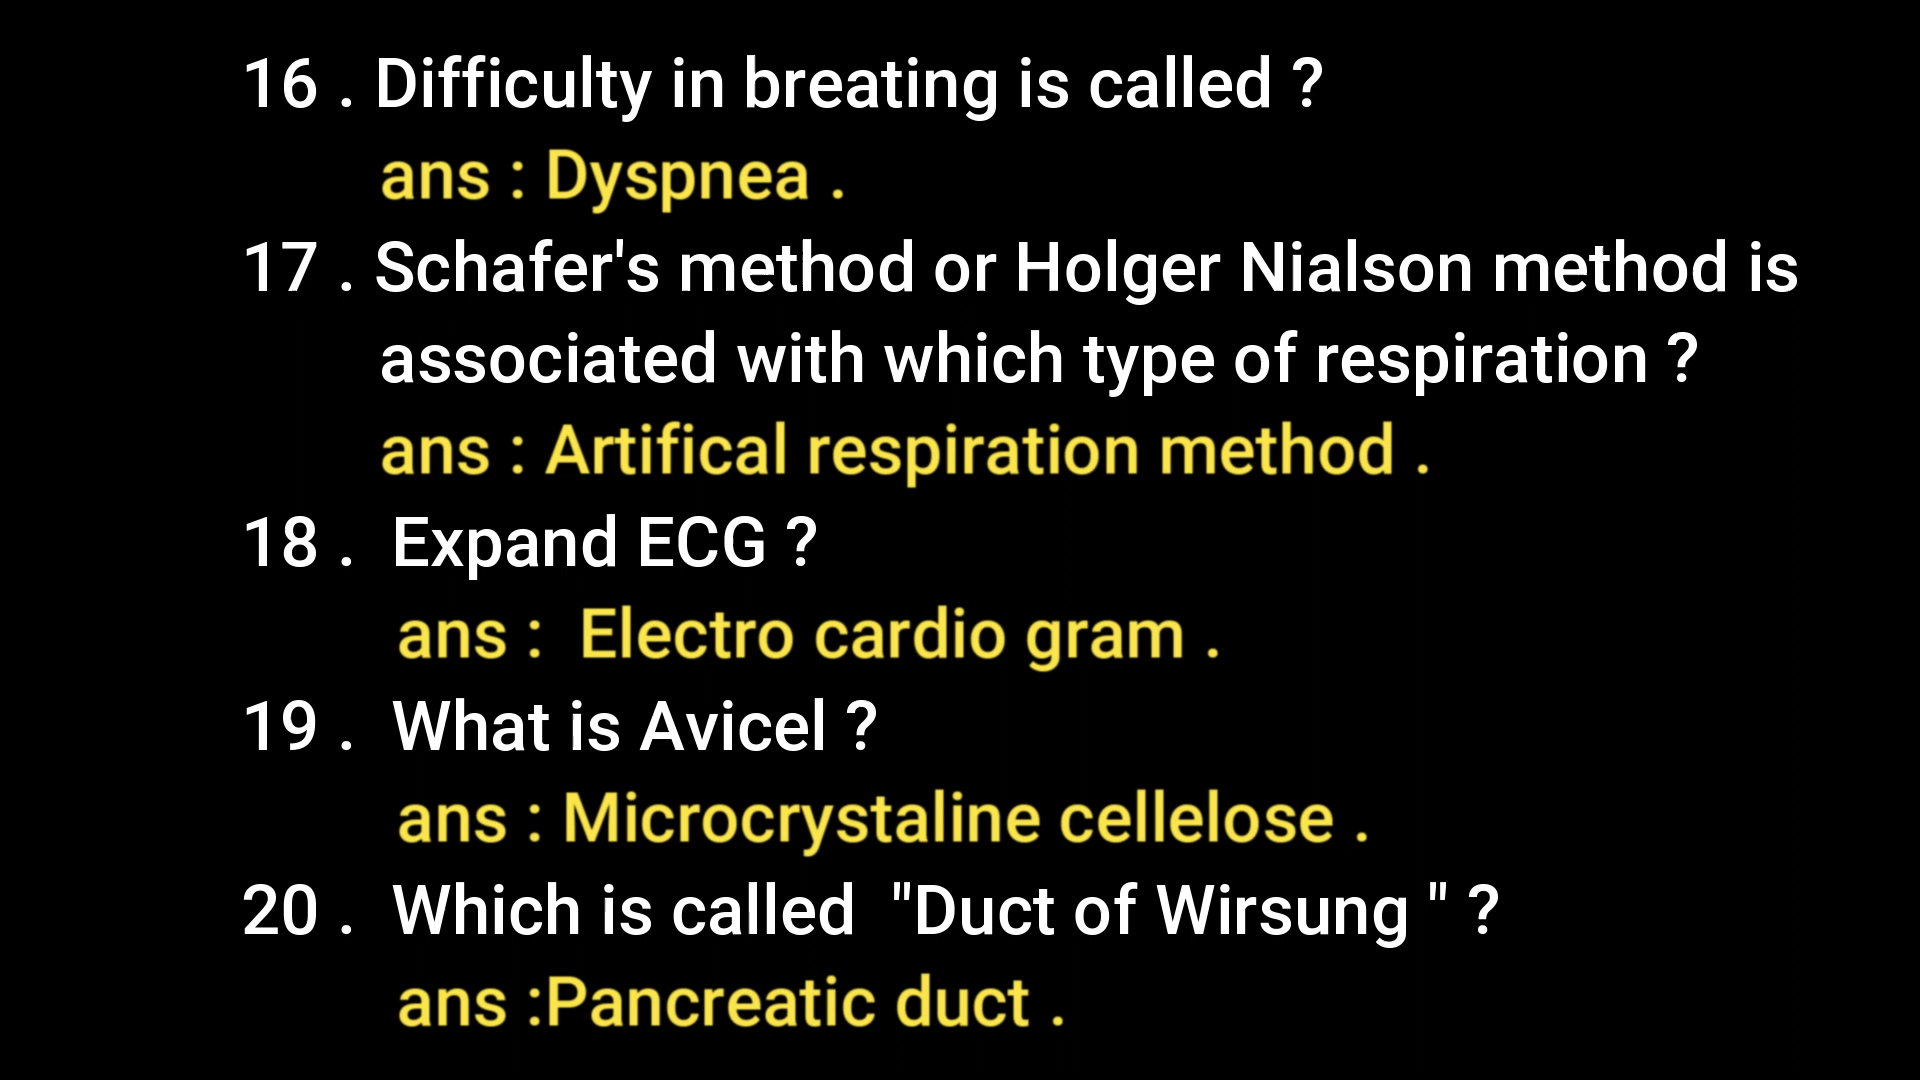 16 . Difficulty in breating is called ?
ans : Dyspnea .
17 . Schafer's method or Holger Nialson method is
associated with which type of respiration ?
ans : Artifical respiration method .
18 . Expand ECG ?
ans : Electro cardio gram .
19 . What is Avicel ?
ans : Microcrystaline cellelose .
20 . Which is called "Duct of Wirsung " ?
ans :Pancreatic duct .